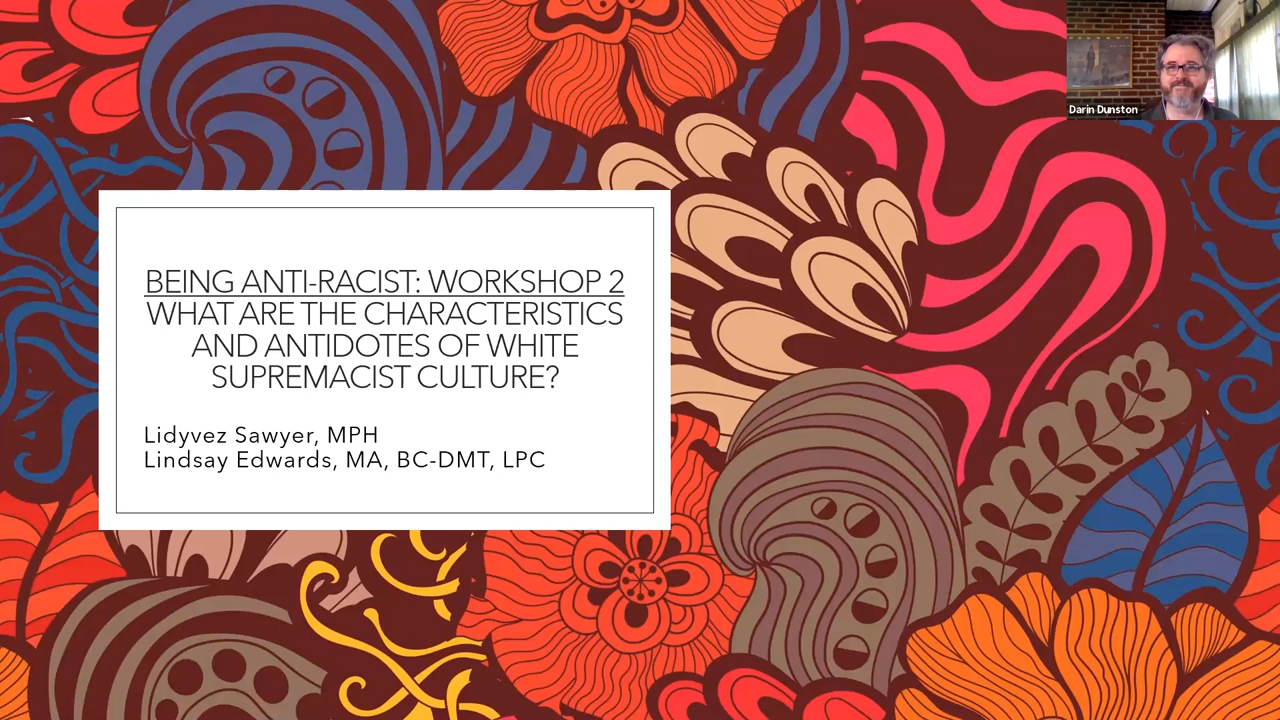 Darin Dunston
BEING ANTI-RACIST: WORKSHOP 2
WHAT ARE THE CHARACTERISTICS
AND ANTIDOTES OF WHITE
SUPREMACIST CULTURE?
Lidyvez Sawyer, MPH
Lindsay Edwards, MA, BC-DMT, LPC